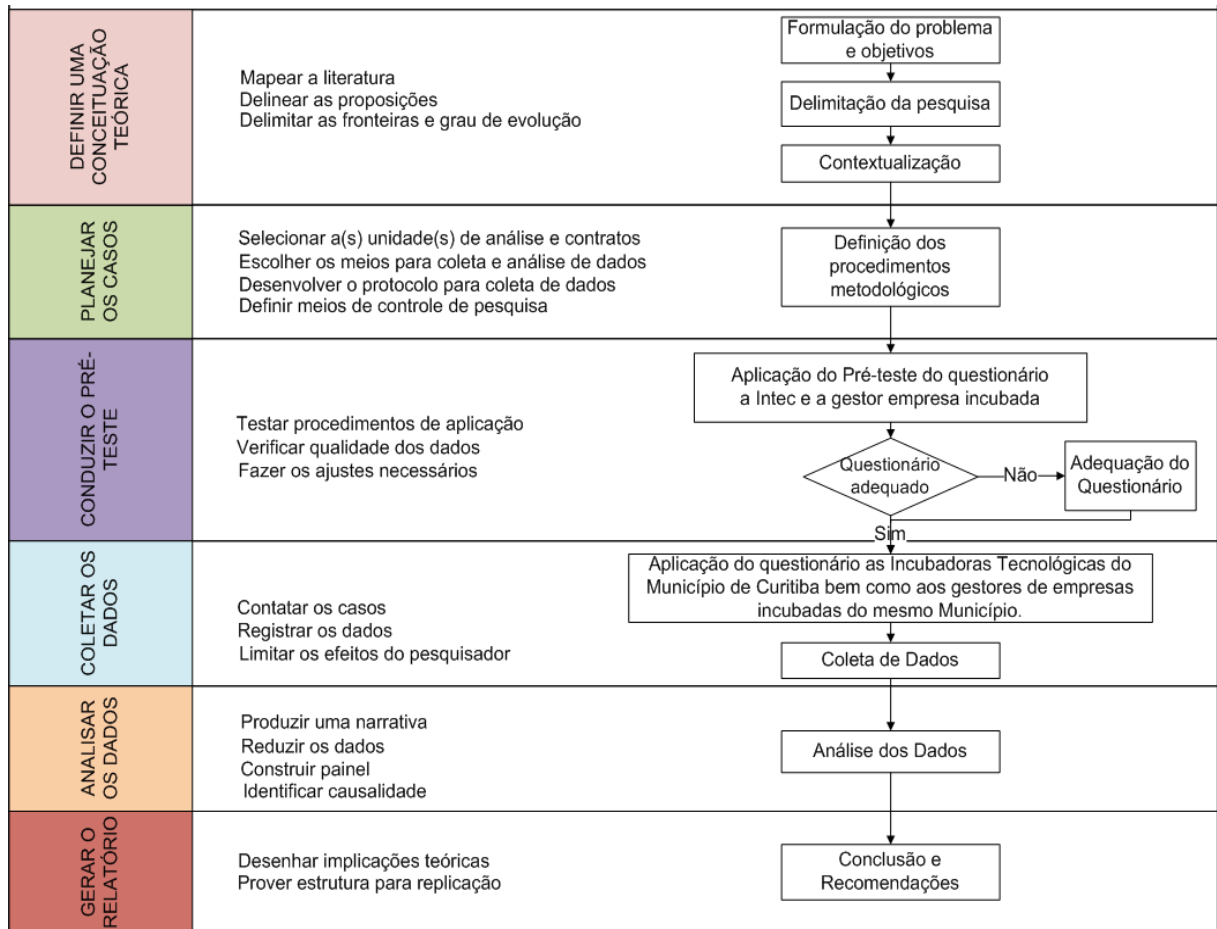 DEFINIR UMA
CONCEITUAÇÃO
TEÓRICA
Mapear a literatura
Delinear as proposições
Delimitar as fronteiras e grau de evolução
Formulação do problema
e objetivos
Delimitação da pesquisa
Contextualização
PLANEJAR
OS CASOS
Selecionar a(s) unidade(s) de análise e contratos
Escolher os meios para coleta e análise de dados
Desenvolver o protocolo para coleta de dados
Definir meios de controle de pesquisa
Definição dos
procedimentos
metodológicos
CONDUZIR O PRÉ-
TESTE
Testar procedimentos de aplicação
Verificar qualidade dos dados
Fazer os ajustes necessários
Aplicação do Pré-teste do questionário
a Intec e a gestor empresa incubada
Questionário
adequado
Não
Adequação do
Questionário
Sim
COLETAR OS
DADOS
Contatar os casos
Registrar os dados
Limitar os efeitos do pesquisador
Aplicação do questionário as Incubadoras Tecnológicas do
Município de Curitiba bem como aos gestores de empresas
incubadas do mesmo Município.
Coleta de Dados
ANALISAR
OS DADOS
Produzir uma narrativa
Reduzir os dados
Construir painel
Identificar causalidade
Análise dos Dados
GERAR O
RELATÓRIO
Desenhar implicações teóricas
Prover estrutura para replicação
Conclusão e
Recomendações